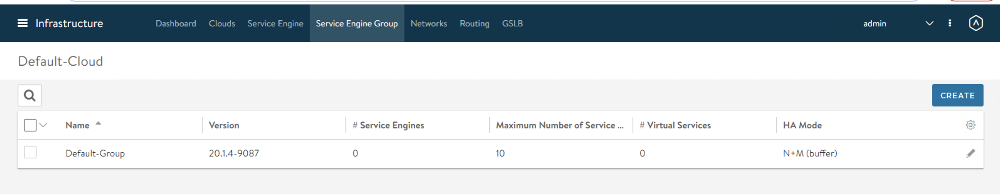 Infrastructure Dashboard Clouds Service Engine Service Engine Group Networks Routing GSLB admin
Default-Cloud
CREATE
Name Version # Service Engines Maximum Number of Service ... # Virtual Services HA Mode
Default-Group 20.1.4-9087 0 10 0 N+M (buffer)